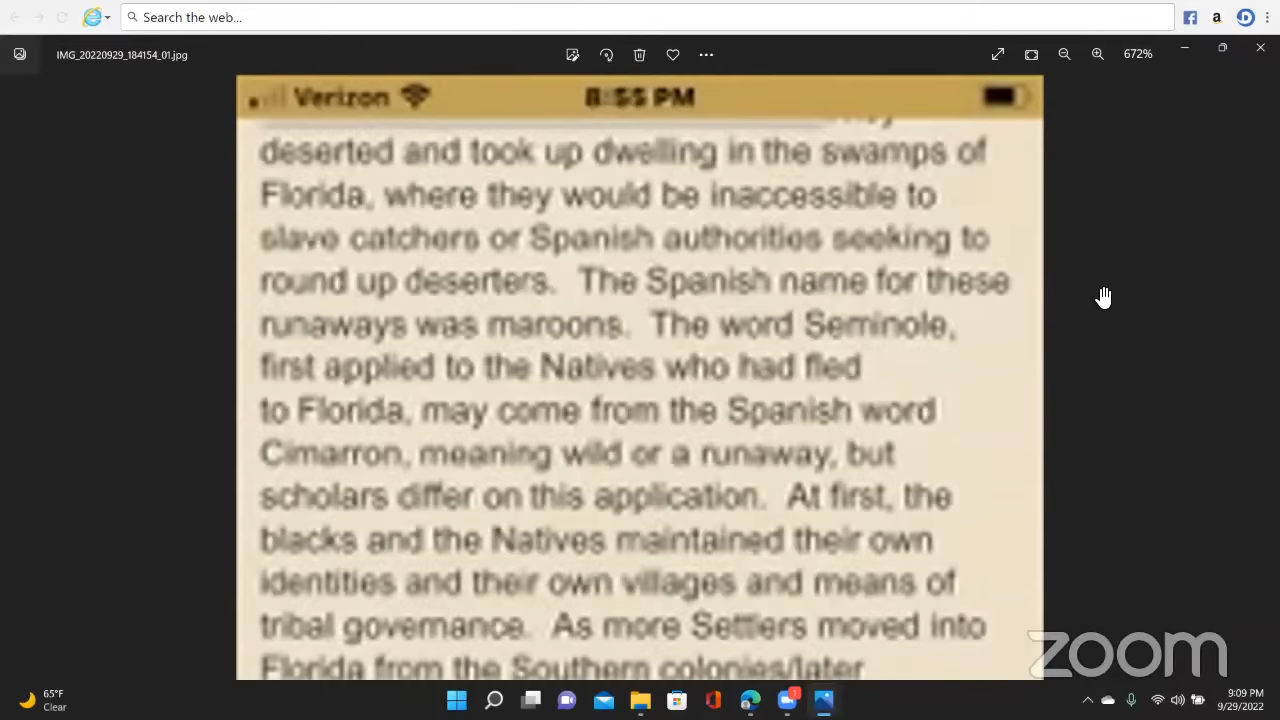 Search the web...
IMG_20220929_184154_01.jpg
672%
Verizon 8:55 PM
deserted and took up dwelling in the swamps of
Florida, where they would be inaccessible to
slave catchers or Spanish authorities seeking to
round up deserters. The Spanish name for these
runaways was maroons. The word Seminole,
first applied to the Natives who had fled
to Florida, may come from the Spanish word
Cimarron, meaning wild or a runaway, but
scholars differ on this application. At first, the
blacks and the Natives maintained their own
identities and their own villages and means of
tribal governance. As more Settlers moved into
Florida from the Southern colonies/later
zoom
65°F
Clear
9:09 PM
9/29/2022